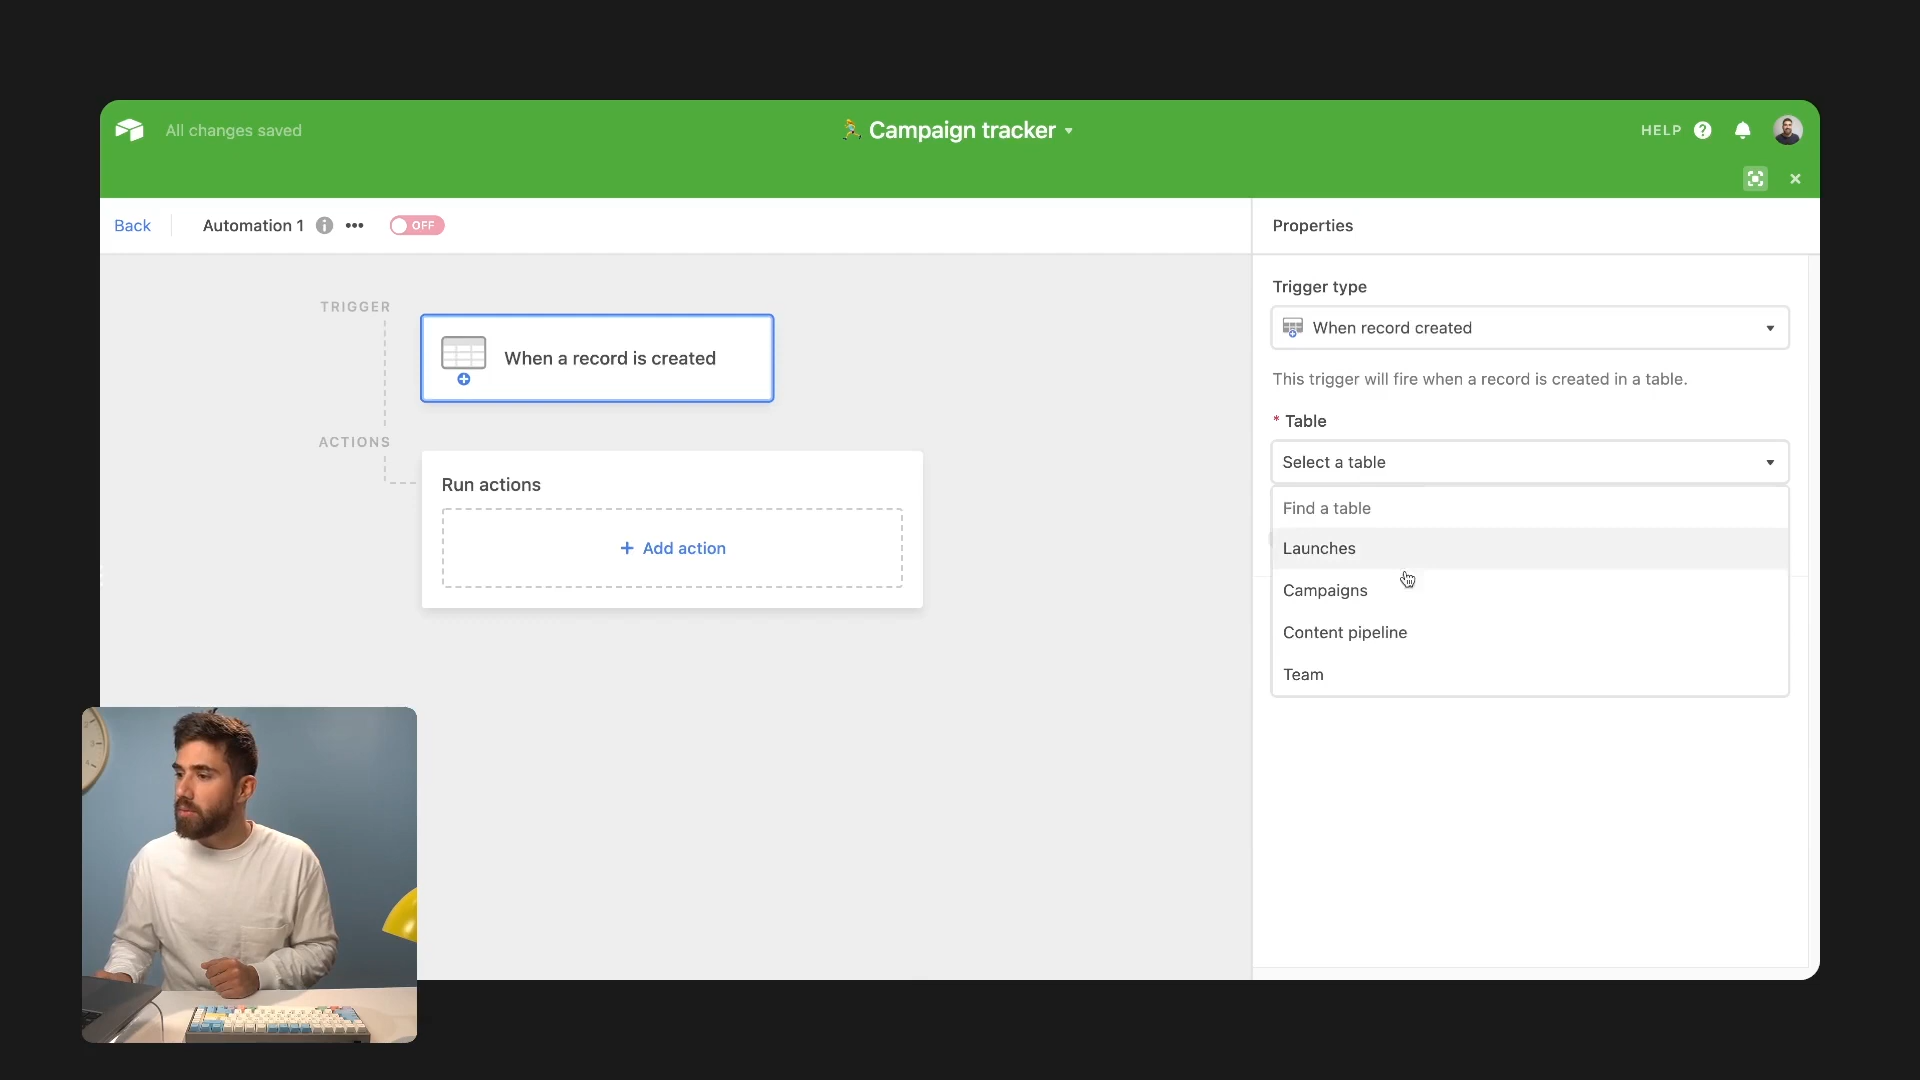 All changes saved
Campaign tracker
HELP
Back
Automation 1
OFF
Properties
TRIGGER
When a record is created
ACTIONS
Run actions
+ Add action
Trigger type
When record created
This trigger will fire when a record is created in a table.
* Table
Select a table
Find a table
Launches
Campaigns
Content pipeline
Team